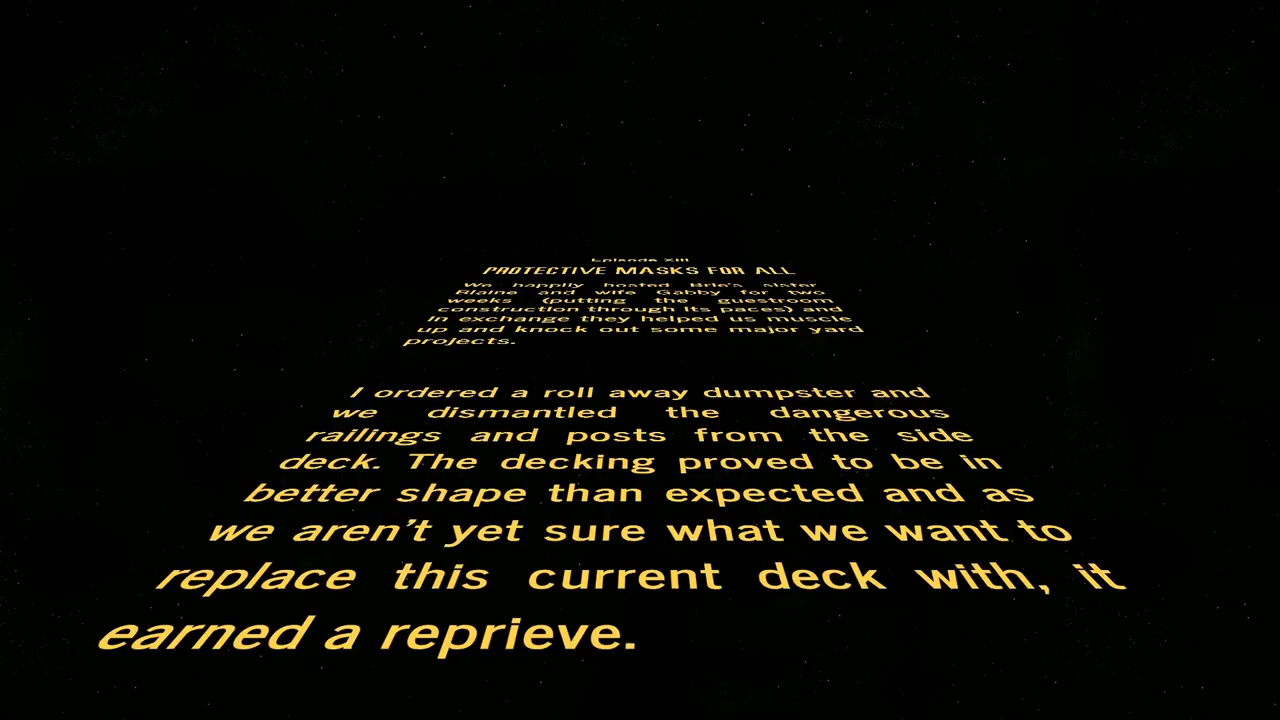 Episode XIII
PROTECTIVE MASKS FOR ALL
We happily hosted Brie's sister
Blaine and wife Gabby for two
weeks (putting the guestroom
construction through its paces) and
in exchange they helped us muscle
up and knock out some major yard
projects.
I ordered a roll away dumpster and
we dismantled the dangerous
railings and posts from the side
deck. The decking proved to be in
better shape than expected and as
we aren't yet sure what we want to
replace this current deck with, it
earned a reprieve.